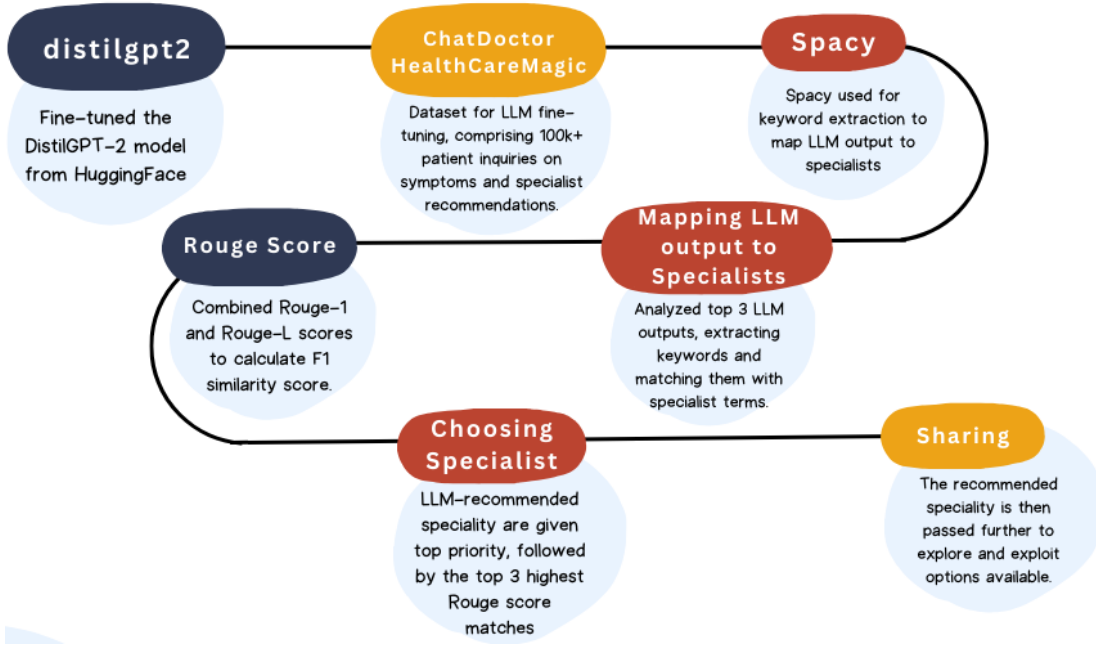 distilgpt2
Fine-tuned the
DistilGPT-2 model
from HuggingFace
ChatDoctor
HealthCareMagic
Dataset for LLM fine-
tuning, comprising 100k+
patient inquiries on
symptoms and specialist
recommendations.
Spacy
Spacy used for
keyword extraction to
map LLM output to
specialists
Mapping LLM
output to
Specialists
Analyzed top 3 LLM
outputs, extracting
keywords and
matching them with
specialist terms.
Rouge Score
Combined Rouge-1
and Rouge-L scores
to calculate F1
similarity score.
Choosing
Specialist
LLM-recommended
speciality are given
top priority, followed
by the top 3 highest
Rouge score
matches
Sharing
The recommended
speciality is then
passed further to
explore and exploit
options available.